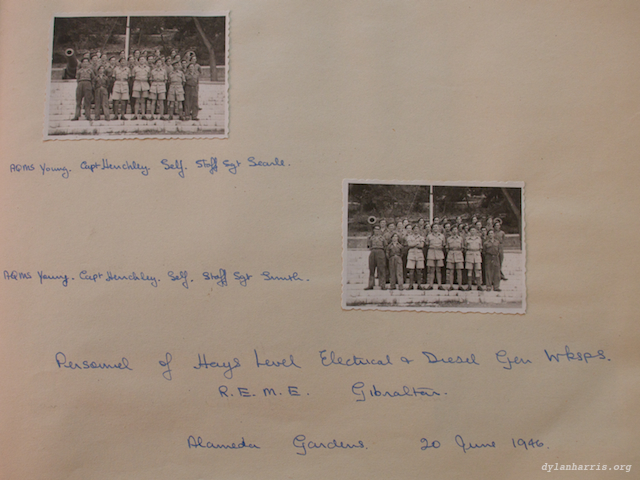 AQMS Young. Capt Henchley. Self. Staff Sgt Searle.
AQMS Young. Capt Henchley. Self. Staff Sgt Smith.
Personnel of Hays Level Electrical & Diesel Gen Wksps.
R.E.M.E. Gibraltar.
Alameda Gardens. 20 June 1946.
dylanharris.org